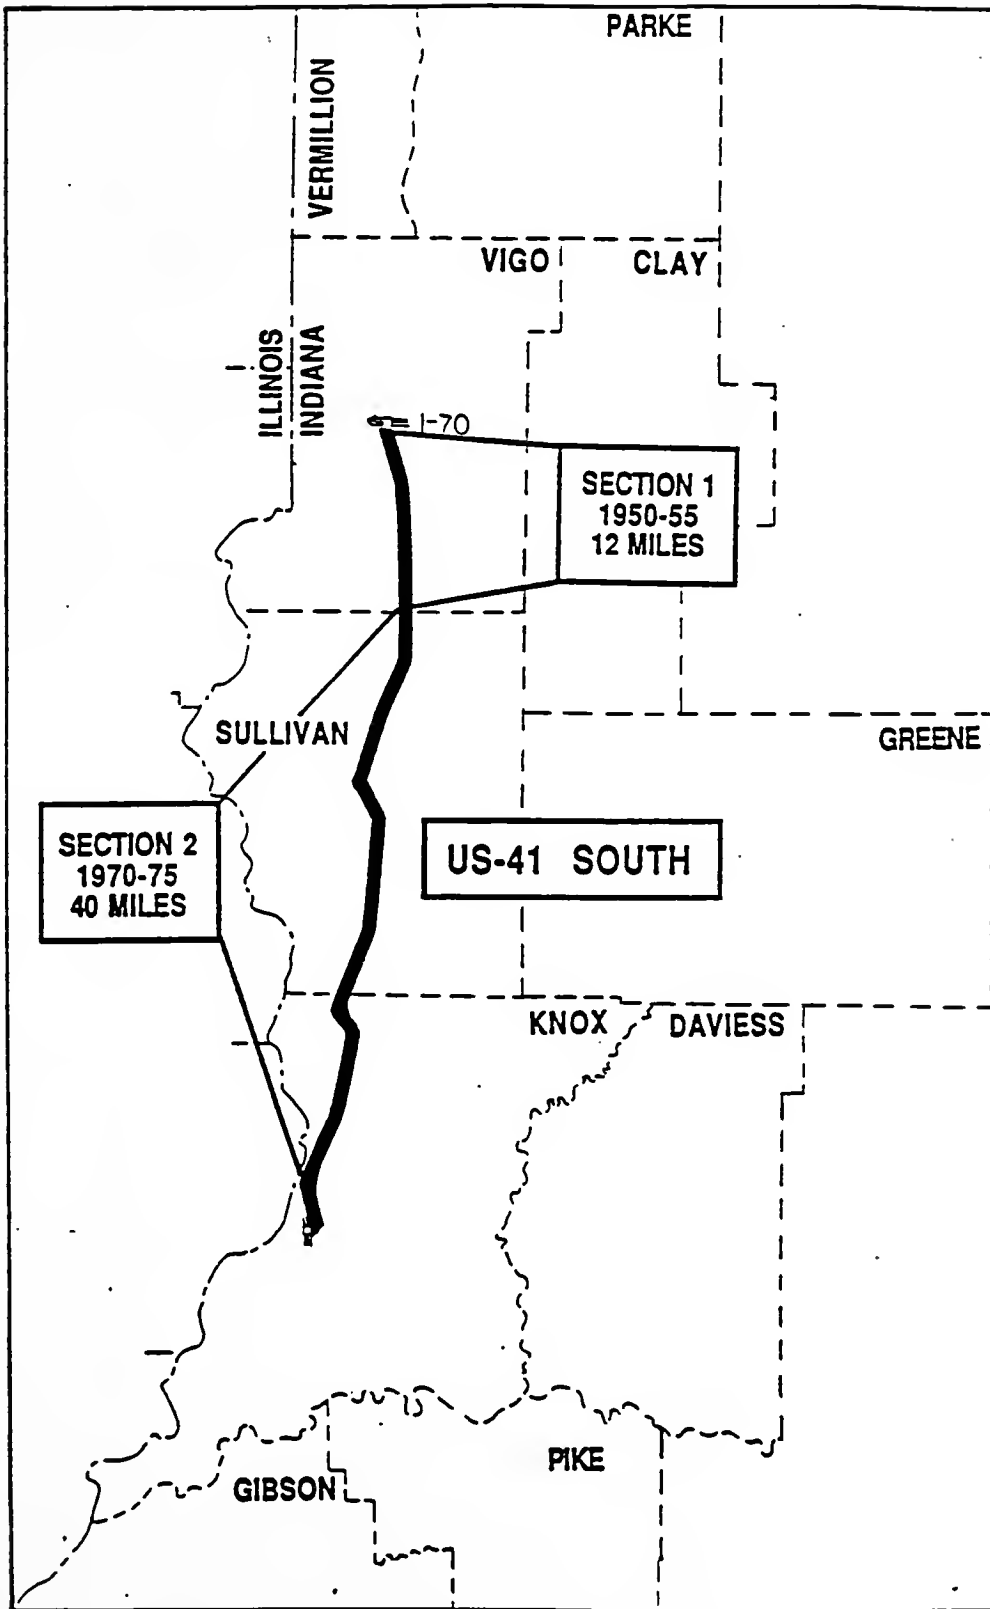 PARKE
VERMILLION
VIGO
CLAY
ILLINOIS
INDIANA
I-70
SECTION 1
1950-55
12 MILES
SULLIVAN
GREENE
SECTION 2
1970-75
40 MILES
US-41 SOUTH
KNOX
DAVIESS
PIKE
GIBSON